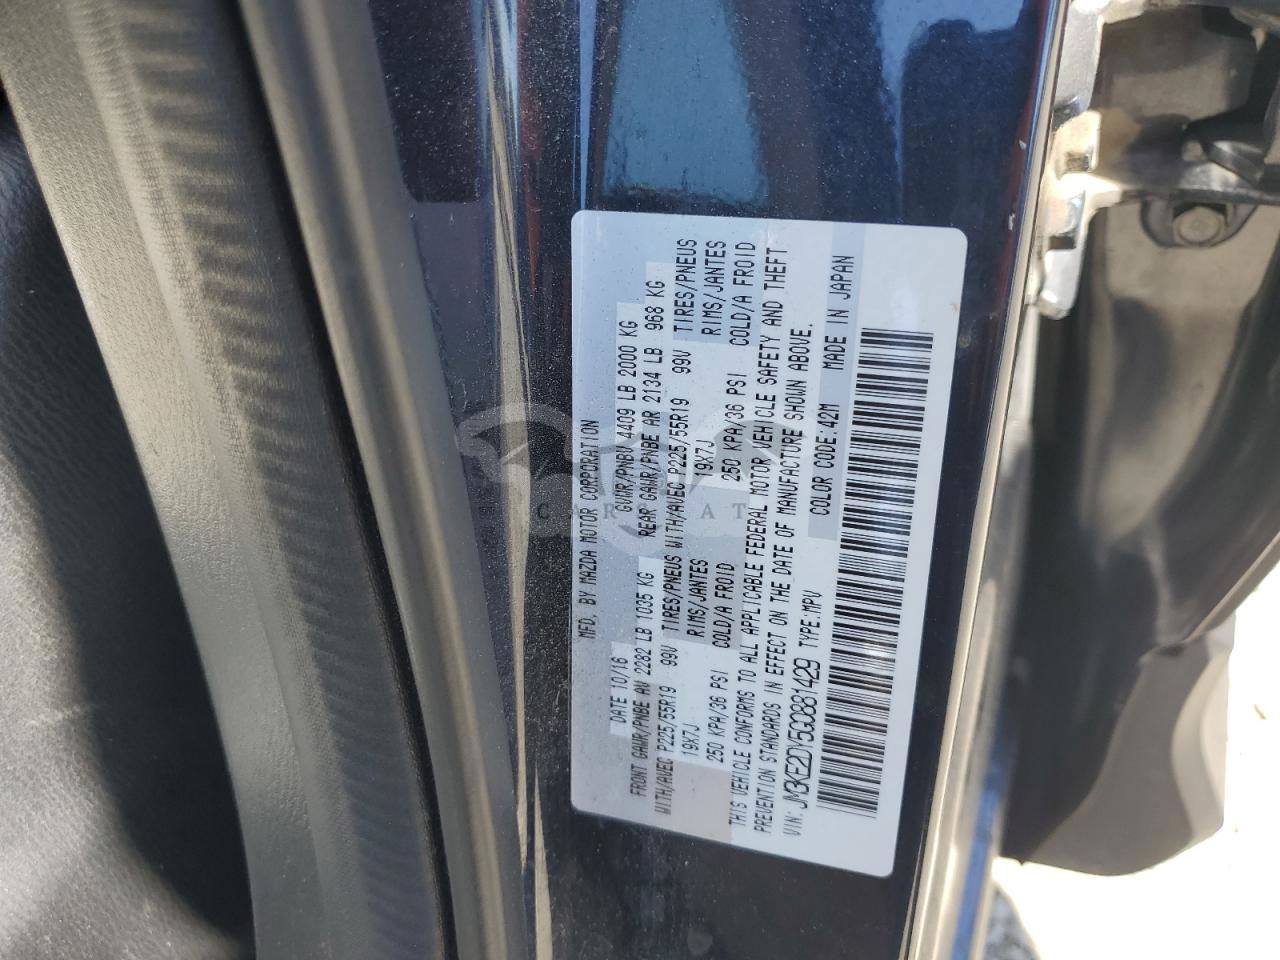 MFD. BY MAZDA MOTOR CORPORATION
DATE 10/16 GVWR/PNBV 4409 LB 2000 KG
FRONT GAWR/PNBE AV 2282 LB 1035 KG REAR GAWR/PNBE AR 2134 LB 968 KG
WITH/AVEC P225/55R19 99V TIRES/PNEUS WITH/AVEC P225/55R19 99V TIRES/PNEUS
19X7J RIMS/JANTES 19X7J RIMS/JANTES
250 KPA/36 PSI COLD/A FROID 250 KPA/36 PSI COLD/A FROID
THIS VEHICLE CONFORMS TO ALL APPLICABLE FEDERAL MOTOR VEHICLE SAFETY AND THEFT
PREVENTION STANDARDS IN EFFECT ON THE DATE OF MANUFACTURE SHOWN ABOVE.
VIN: JM3KE2DY5G0881429 TYPE:MPV COLOR CODE:42M MADE IN JAPAN